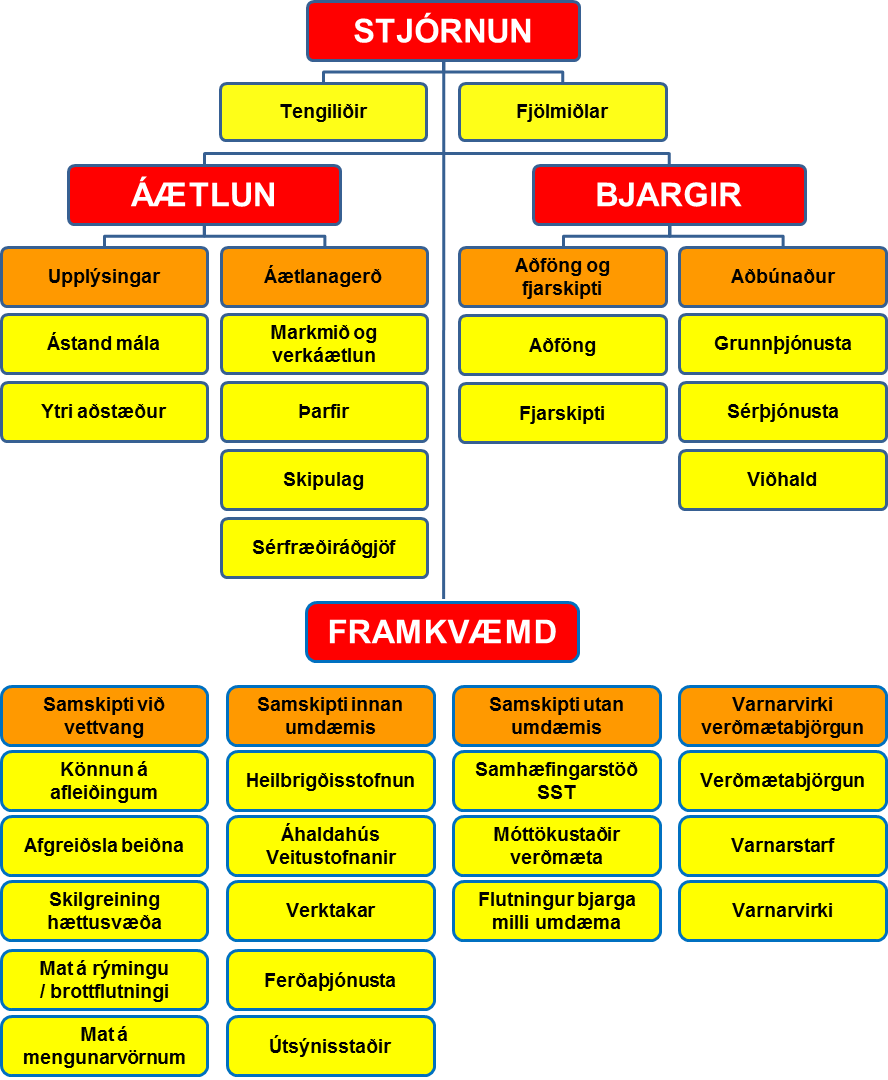 STJÓRNUN
Tengiliðir
Fjölmiðlar
ÁÆTLUN
BJARGIR
Upplýsingar
Áætlanagerð
Aðföng og
fjarskipti
Aðbúnaður
Ástand mála
Markmið og
verkáætlun
Aðföng
Grunnþjónusta
Ytri aðstæður
Þarfir
Fjarskipti
Sérþjónusta
Skipulag
Viðhald
Sérfræðiráðgjöf
FRAMKVÆMD
Samskipti við
vettvang
Samskipti innan
umdæmis
Samskipti utan
umdæmis
Varnarvirki
verðmætabjörgun
Könnun á
afleiðingum
Heilbrigðisstofnun
Samhæfingarstöð
SST
Verðmætabjörgun
Afgreiðsla beiðna
Áhaldahús
Veitustofnanir
Móttökustaðir
verðmæta
Varnarstarf
Skilgreining
hættusvæða
Verktakar
Flutningur bjarga
milli umdæma
Varnarvirki
Mat á rýmingu
/ brottflutningi
Ferðaþjónusta
Mat á
mengunarvörnum
Útsýnisstaðir